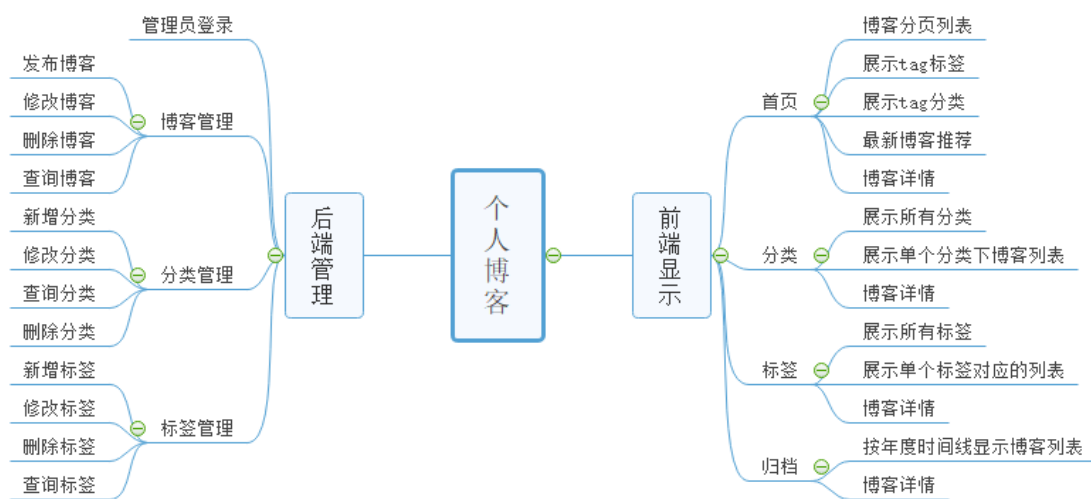 个人博客
后端管理
管理员登录
博客管理
发布博客
修改博客
删除博客
查询博客
分类管理
新增分类
修改分类
查询分类
删除分类
标签管理
新增标签
修改标签
删除标签
查询标签
前端显示
首页
博客分页列表
展示tag标签
展示tag分类
最新博客推荐
博客详情
分类
展示所有分类
展示单个分类下博客列表
博客详情
标签
展示所有标签
展示单个标签对应的列表
博客详情
归档
按年度时间线显示博客列表
博客详情